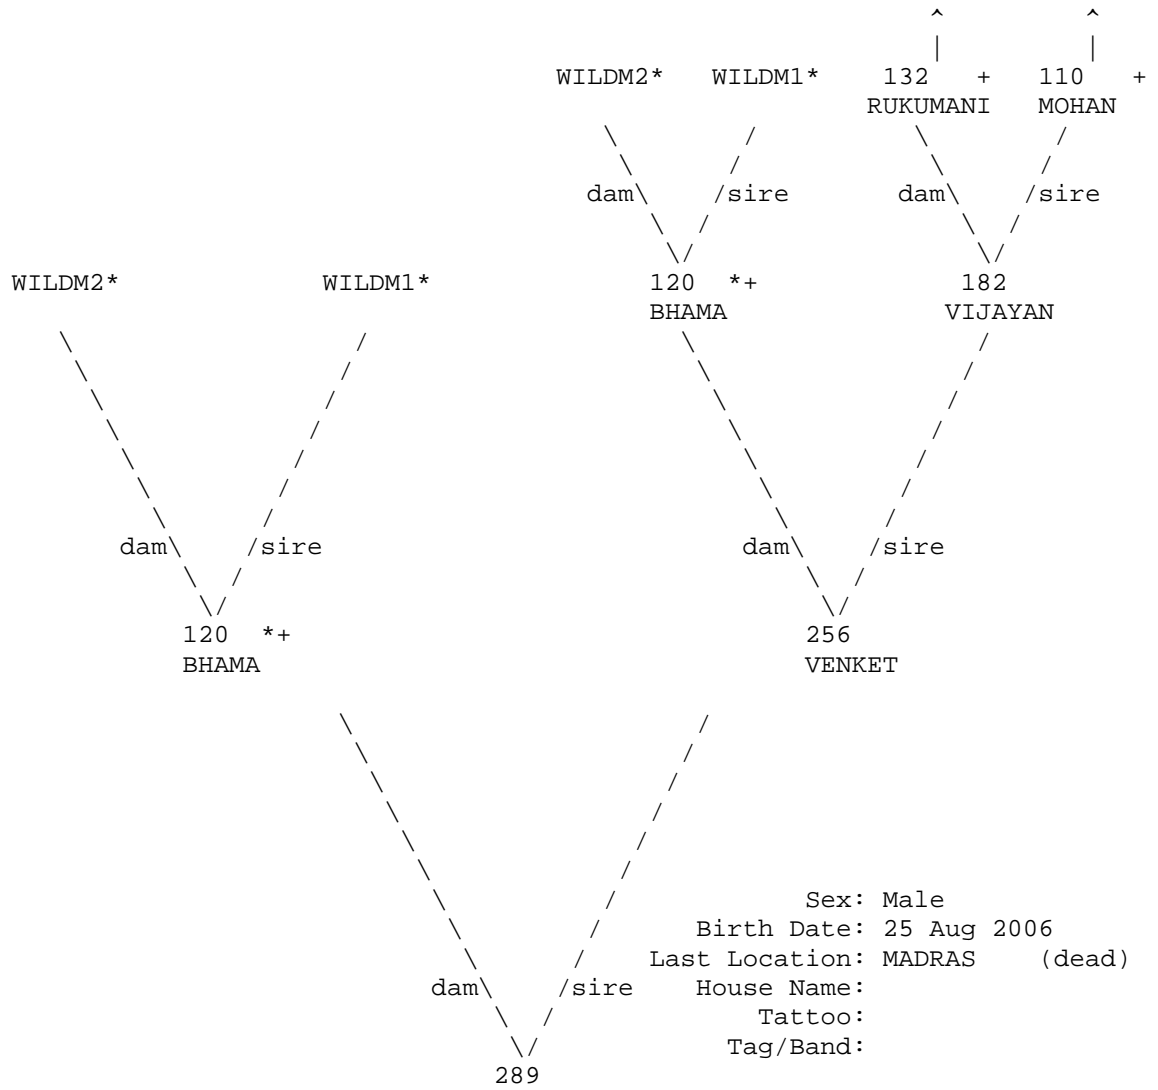 ^ ^
| |
WILDM2* WILDM1* 132 + 110 +
RUKUMANI MOHAN
dam sire dam sire
WILDM2* WILDM1* 120 *+ 182
BHAMA VIJAYAN
dam sire dam sire
120 *+ 256
BHAMA VENKET
Sex: Male
Birth Date: 25 Aug 2006
Last Location: MADRAS (dead)
dam sire House Name:
Tattoo:
Tag/Band:
289